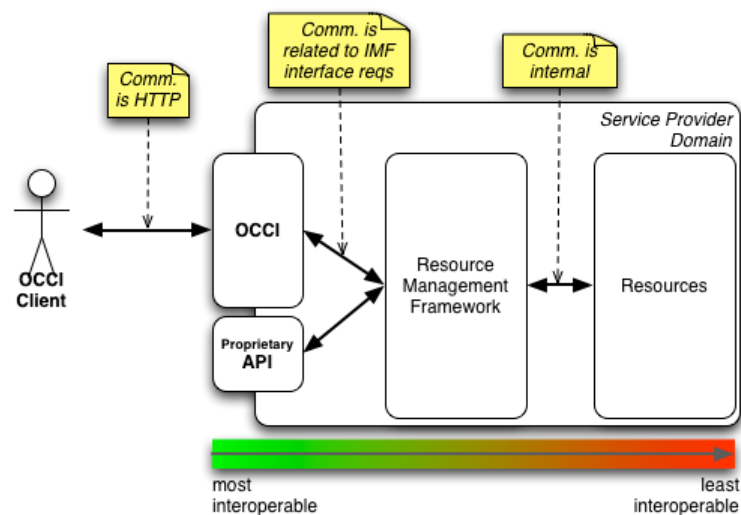 Comm.
is HTTP
Comm. is
related to IMF
interface reqs
Comm. is
internal
Service Provider
Domain
OCCI
Client
OCCI
Proprietary
API
Resource
Management
Framework
Resources
most
interoperable
least
interoperable